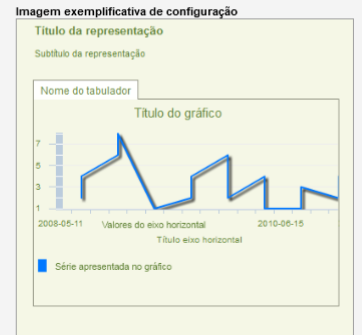 Imagem exemplificativa de configuração
Título da representação
Subtítulo da representação
Nome do tabulador
Título do gráfico
7
5
3
1
2008-05-11 Valores do eixo horizontal 2010-06-15
Título eixo horizontal
Série apresentada no gráfico